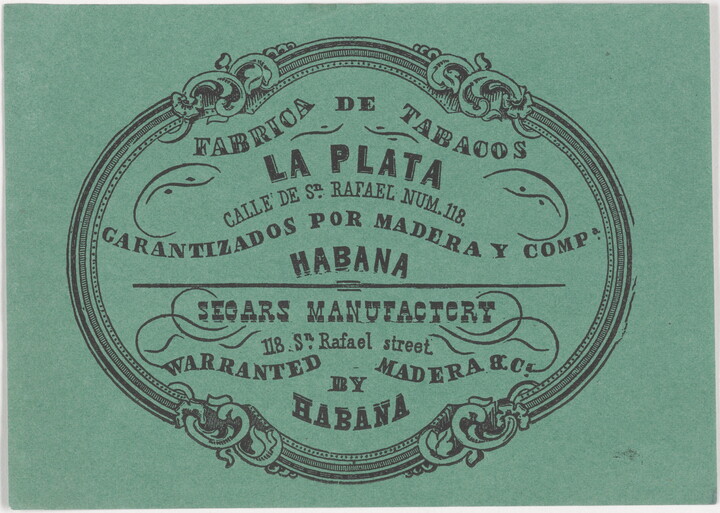 FABRICA DE TABACOS
LA PLATA
CALLE DE Sn. RAFAEL NUM. 118.
GARANTIZADOS POR MADERA Y COMPa.
HABANA
SEGARS MANUFACTORY
118. Sn. Rafael street.
WARRANTED BY MADERA & Co.
HABANA